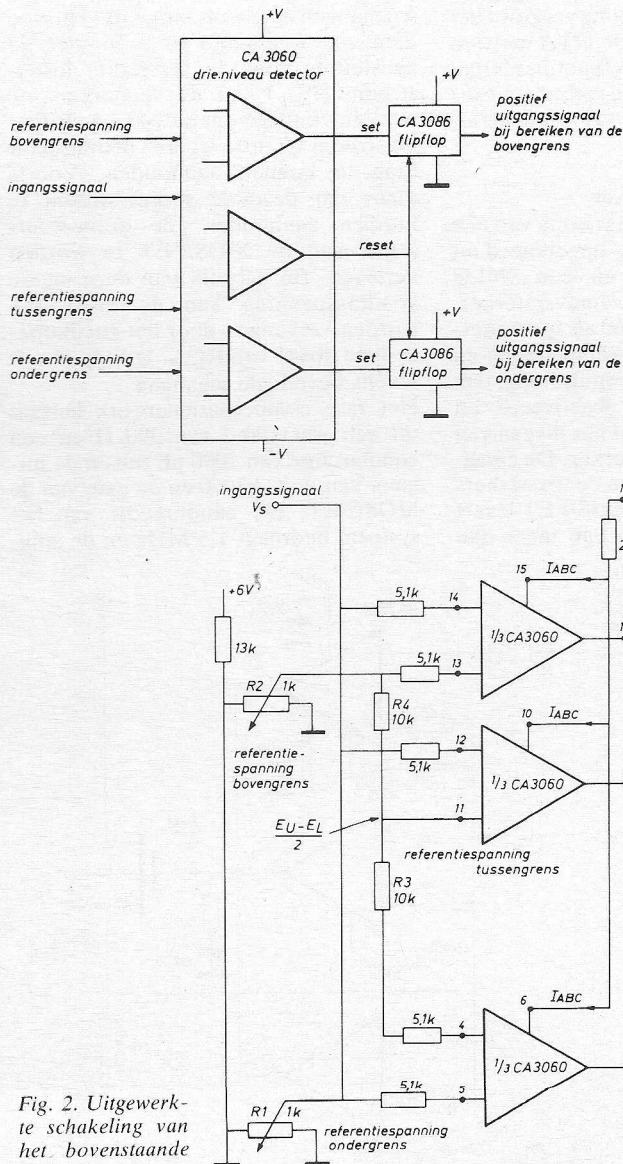 +V
CA 3060
drie.niveau detector
+V
referentiespanning
bovengrens
set
CA3086
flipflop
positief
uitgangssignaal
bij bereiken van de
bovengrens
ingangssignaal
reset
referentiespanning
tussengrens
+V
referentiespanning
ondergrens
set
CA3086
flipflop
positief
uitgangssignaal
bij bereiken van de
ondergrens
-V
ingangssignaal
Vs
+6V
13k
5,1k
14
15
IABC
1/3 CA3060
R2
1k
5,1k
13
R4
10k
referentie-
spanning
bovengrens
12
5,1k
10
IABC
1/3 CA3060
EU-EL
2
11
referentiespanning
tussengrens
R3
10k
6
IABC
5,1k
4
1/3 CA3060
5,1k
5
R1
1k
referentiespanning
ondergrens
Fig. 2. Uitgewerk-
te schakeling van
het bovenstaande